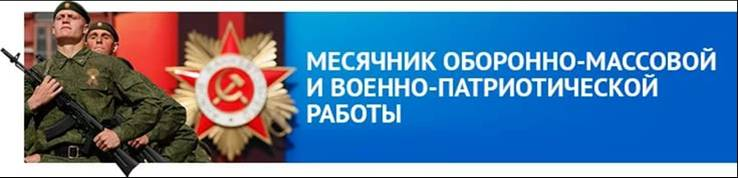 МЕСЯЧНИК ОБОРОННО-МАССОВОЙ
И ВОЕННО-ПАТРИОТИЧЕСКОЙ
РАБОТЫ